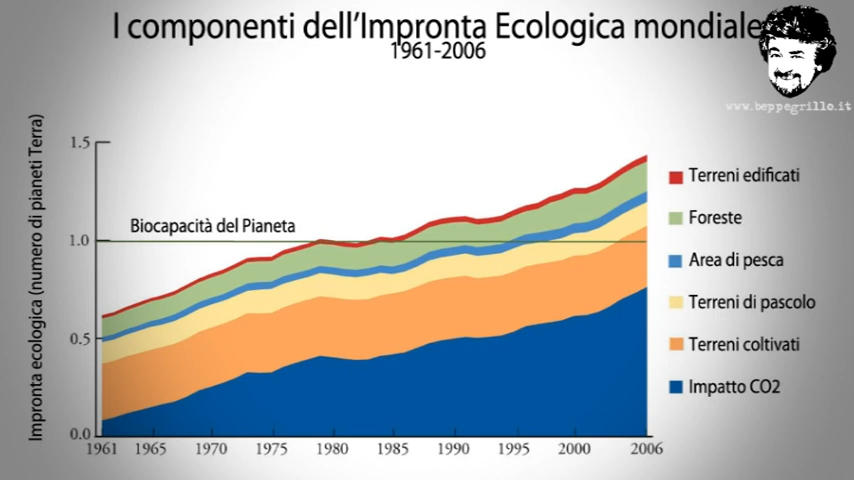 I componenti dell'Impronta Ecologica mondiale
1961-2006
www.beppegrillo.it
Impronta ecologica (numero di pianeti Terra)
1.5
1.0
0.5
0.0
Biocapacità del Pianeta
1961 1965 1970 1975 1980 1985 1990 1995 2000 2006
Terreni edificati
Foreste
Area di pesca
Terreni di pascolo
Terreni coltivati
Impatto CO2